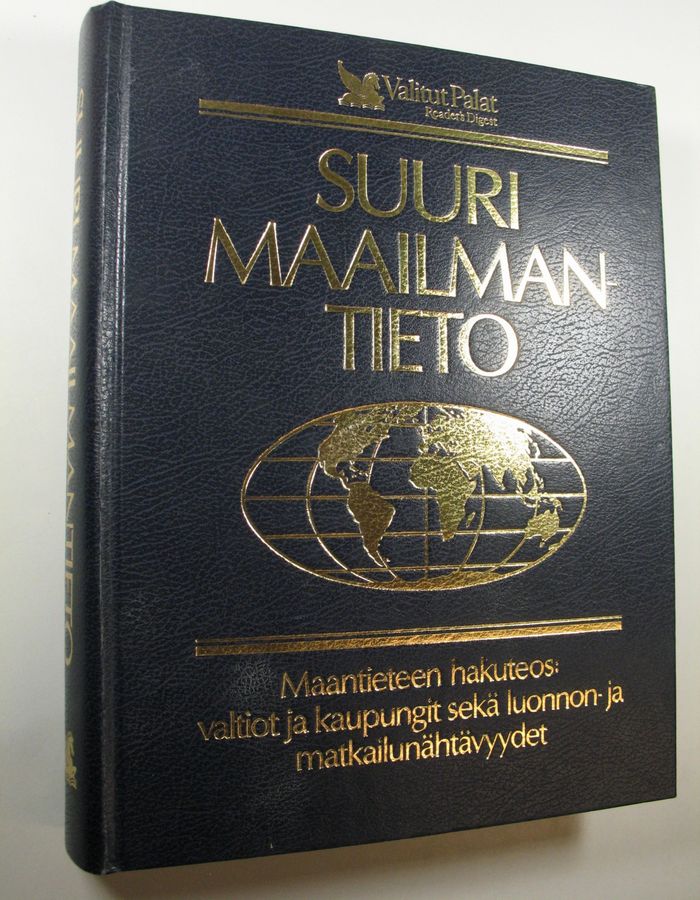 Valitut Palat
Reader's Digest
SUURI
MAAILMAN-
TIETO
Maantieteen hakuteos:
valtiot ja kaupungit sekä luonnon- ja
matkailunähtävyydet
SUURI MAAILMANTIETO